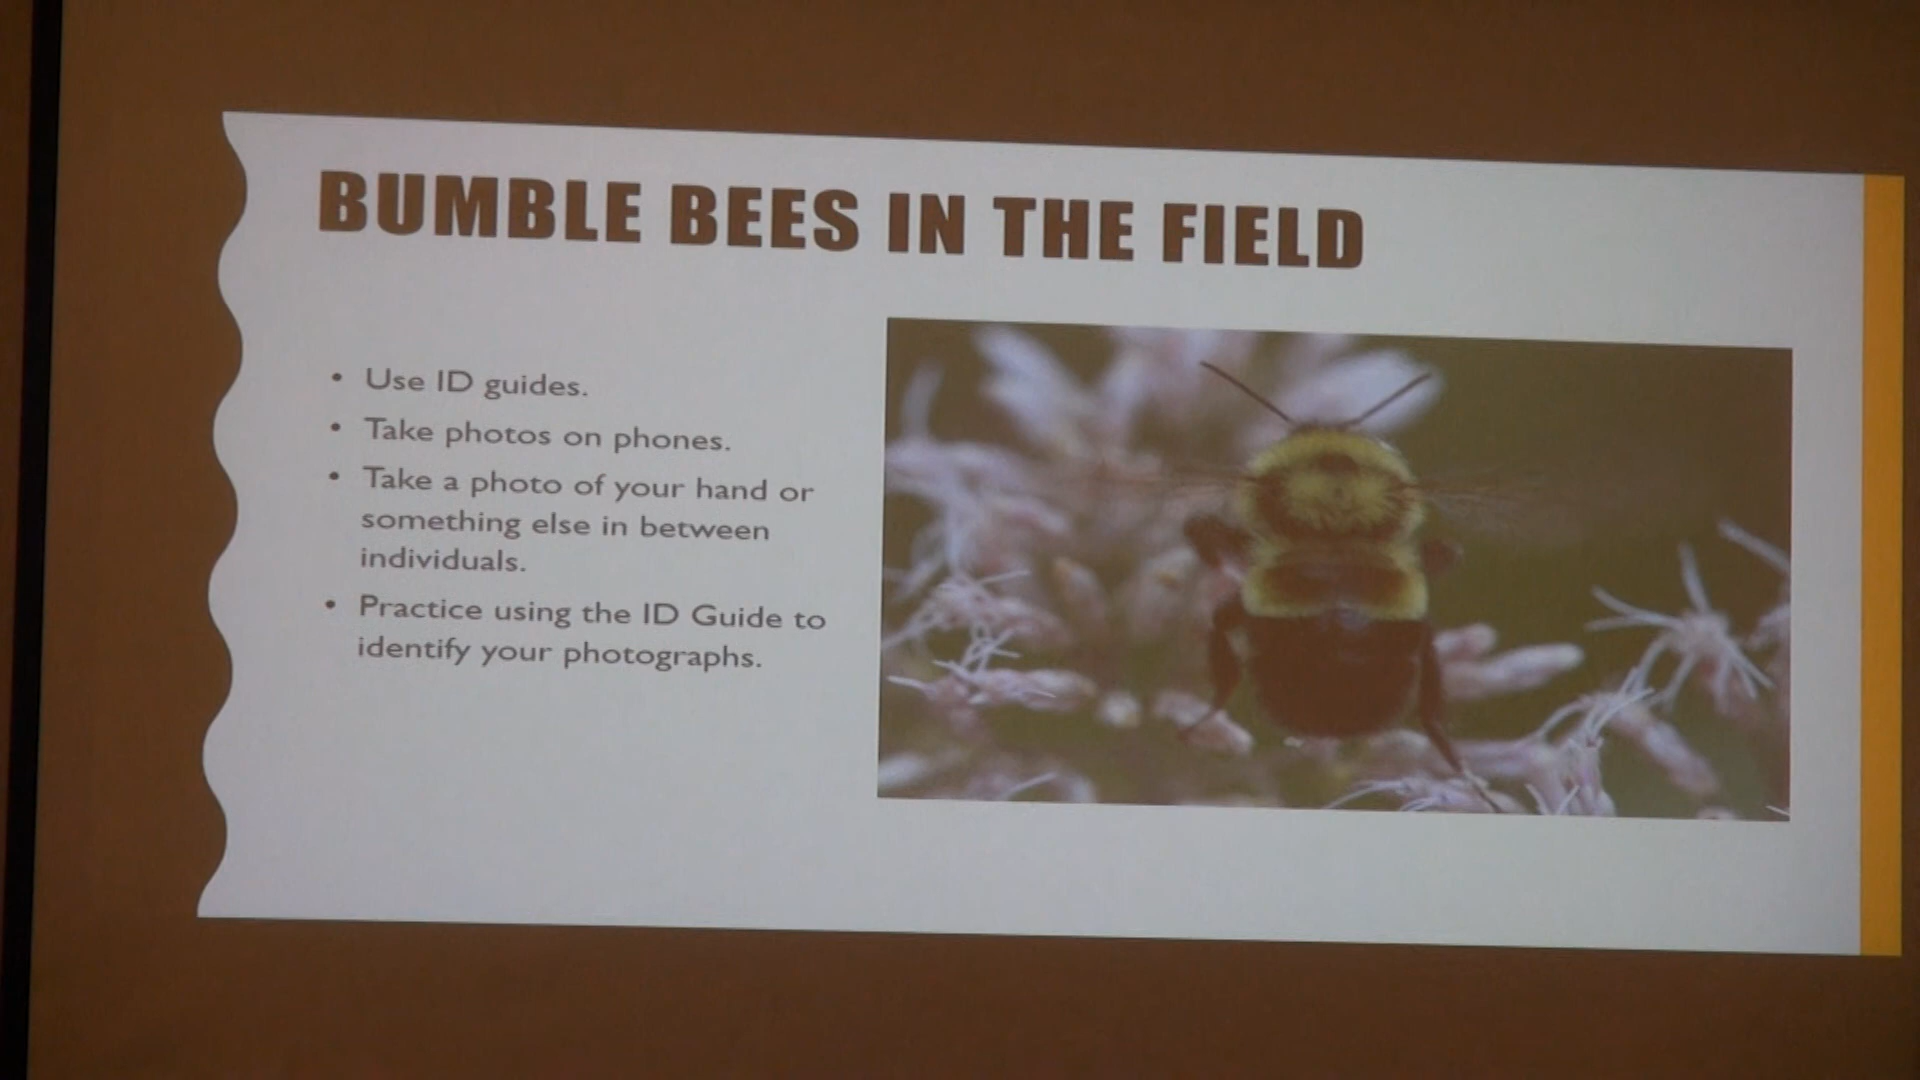 BUMBLE BEES IN THE FIELD
• Use ID guides.
• Take photos on phones.
• Take a photo of your hand or
something else in between
individuals.
• Practice using the ID Guide to
identify your photographs.